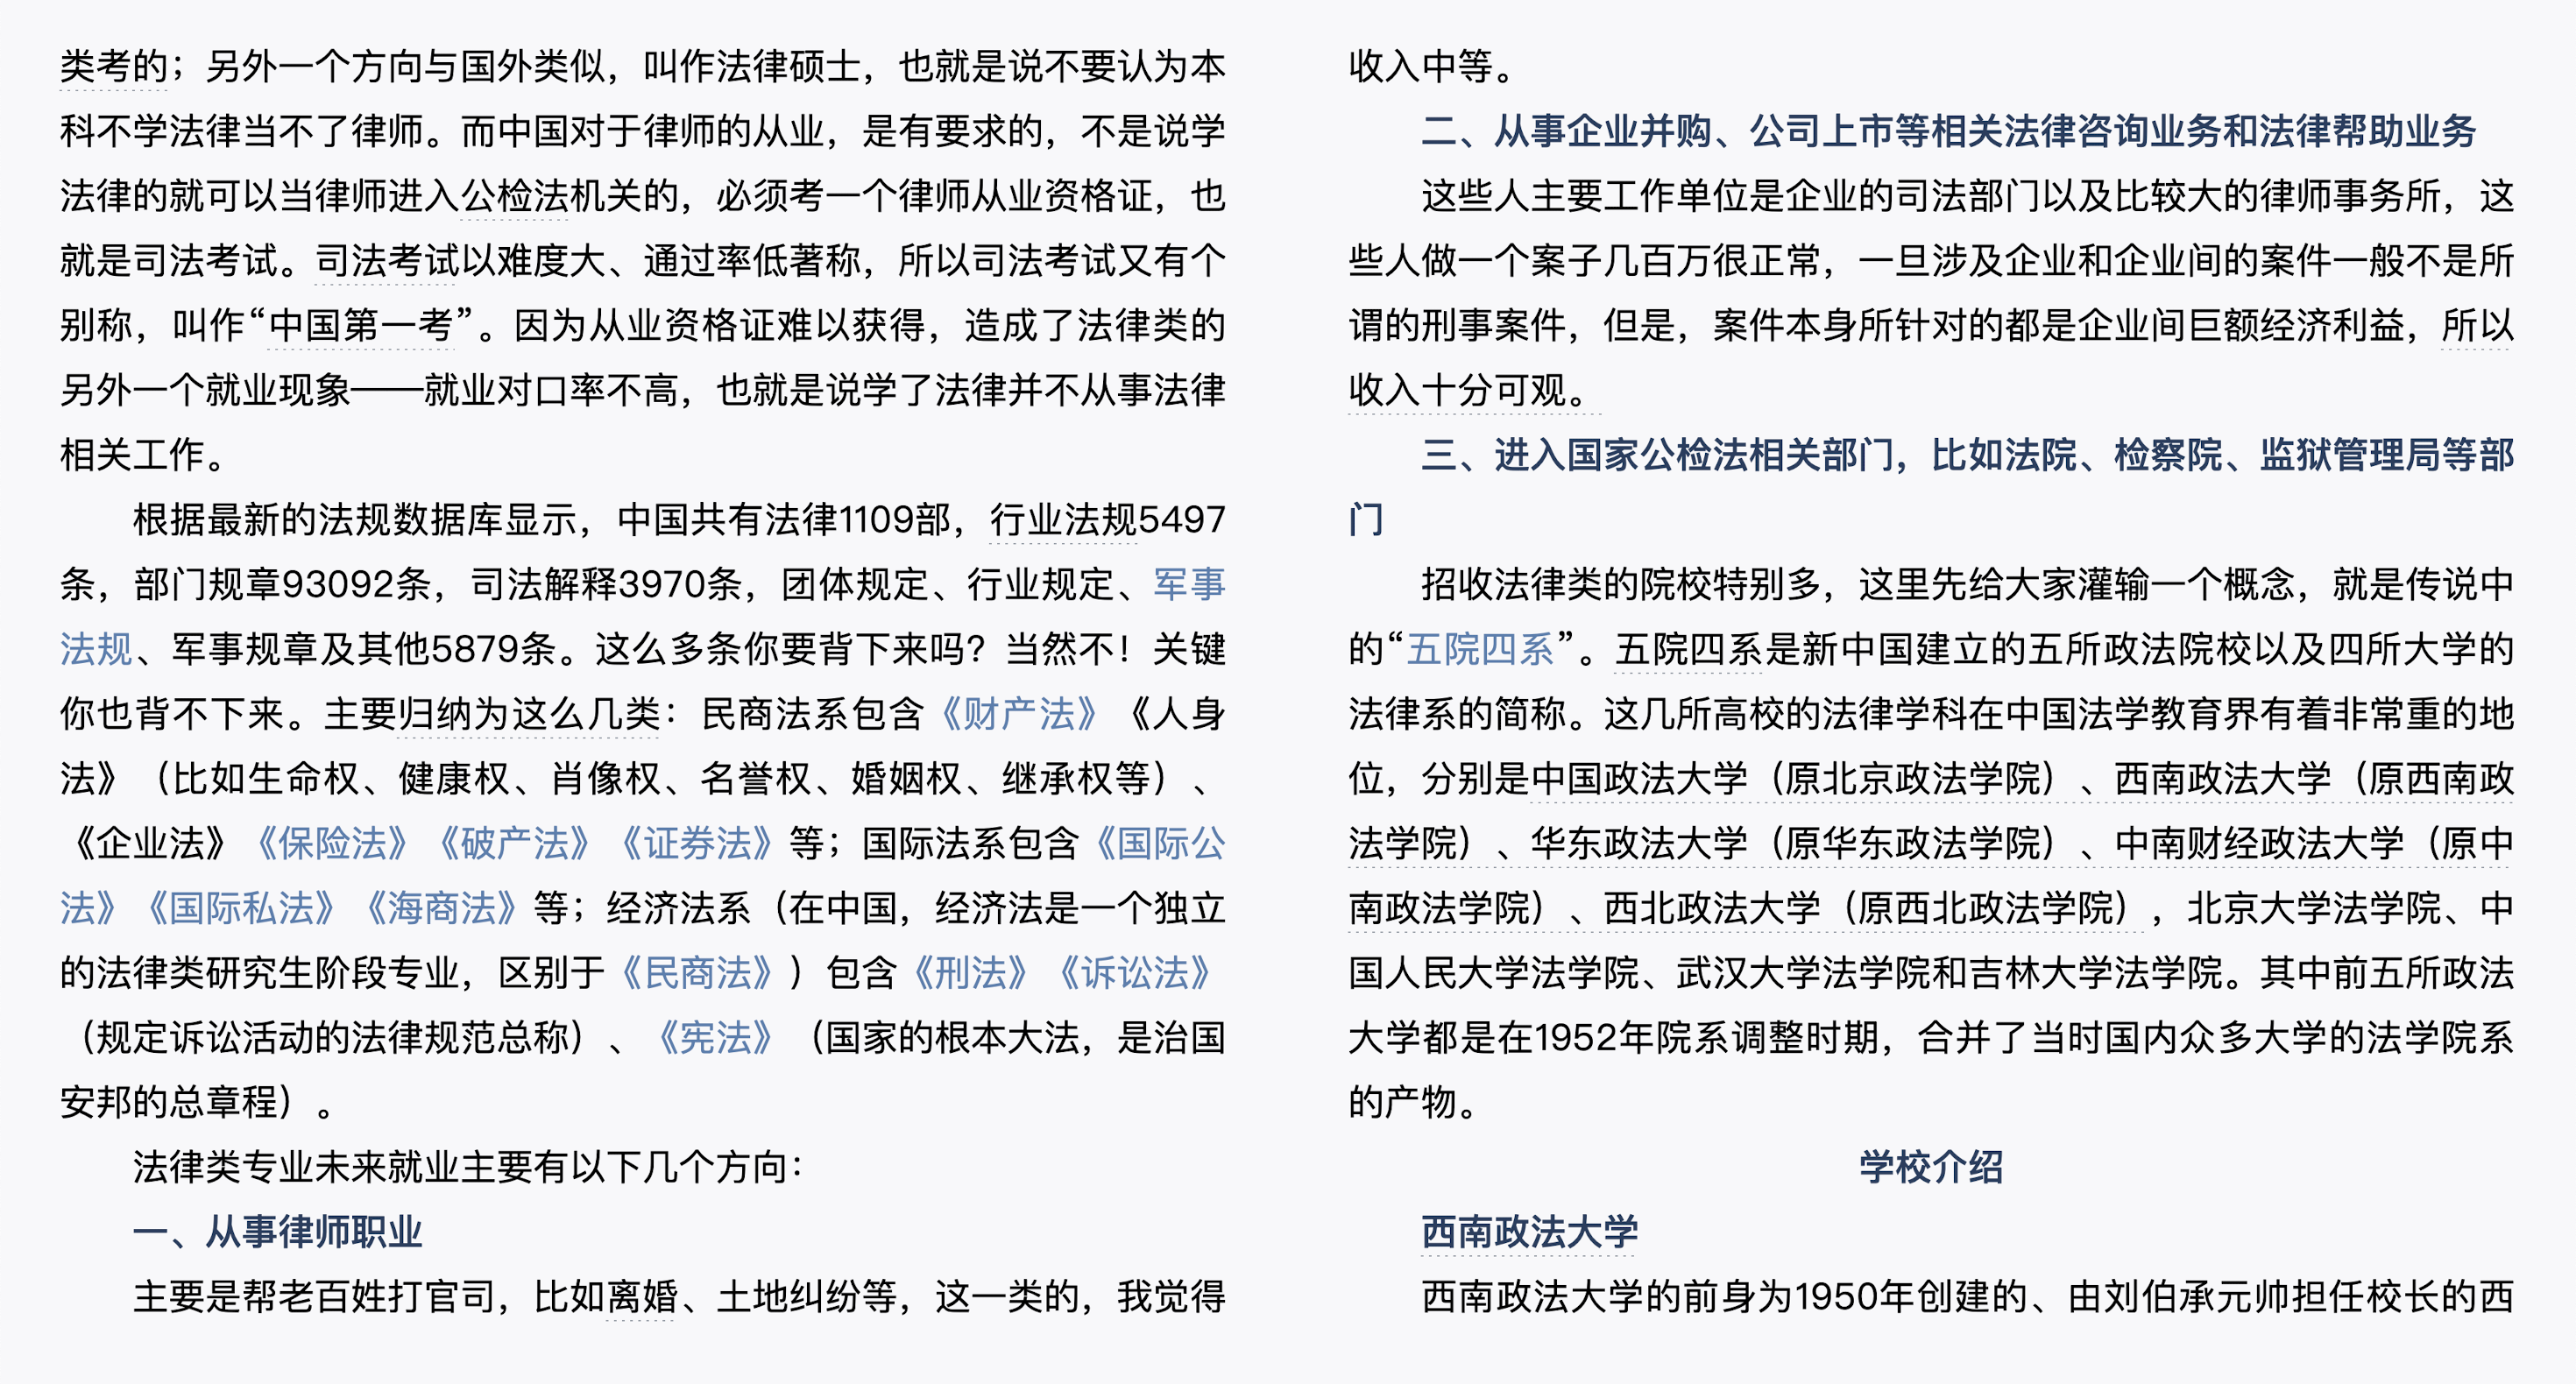 类考的；另外一个方向与国外类似，叫作法律硕士，也就是说不要认为本
科不学法律当不了律师。而中国对于律师的从业，是有要求的，不是说学
法律的就可以当律师进入公检法机关的，必须考一个律师从业资格证，也
就是司法考试。司法考试以难度大、通过率低著称，所以司法考试又有个
别称，叫作“中国第一考”。因为从业资格证难以获得，造成了法律类的
另外一个就业现象——就业对口率不高，也就是说学了法律并不从事法律
相关工作。
根据最新的法规数据库显示，中国共有法律1109部，行业法规5497
条，部门规章93092条，司法解释3970条，团体规定、行业规定、军事
法规、军事规章及其他5879条。这么多条你要背下来吗？当然不！关键
你也背不下来。主要归纳为这么几类：民商法系包含《财产法》《人身
法》（比如生命权、健康权、肖像权、名誉权、婚姻权、继承权等）、
《企业法》《保险法》《破产法》《证券法》等；国际法系包含《国际公
法》《国际私法》《海商法》等；经济法系（在中国，经济法是一个独立
的法律类研究生阶段专业，区别于《民商法》）包含《刑法》《诉讼法》
（规定诉讼活动的法律规范总称）、《宪法》（国家的根本大法，是治国
安邦的总章程）。
法律类专业未来就业主要有以下几个方向：
一、从事律师职业
主要是帮老百姓打官司，比如离婚、土地纠纷等，这一类的，我觉得
收入中等。
二、从事企业并购、公司上市等相关法律咨询业务和法律帮助业务
这些人主要工作单位是企业的司法部门以及比较大的律师事务所，这
些人做一个案子几百万很正常，一旦涉及企业和企业间的案件一般不是所
谓的刑事案件，但是，案件本身所针对的都是企业间巨额经济利益，所以
收入十分可观。
三、进入国家公检法相关部门，比如法院、检察院、监狱管理局等部
门
招收法律类的院校特别多，这里先给大家灌输一个概念，就是传说中
的“五院四系”。五院四系是新中国建立的五所政法院校以及四所大学的
法律系的简称。这几所高校的法律学科在中国法学教育界有着非常重的地
位，分别是中国政法大学（原北京政法学院）、西南政法大学（原西南政
法学院）、华东政法大学（原华东政法学院）、中南财经政法大学（原中
南政法学院）、西北政法大学（原西北政法学院），北京大学法学院、中
国人民大学法学院、武汉大学法学院和吉林大学法学院。其中前五所政法
大学都是在1952年院系调整时期，合并了当时国内众多大学的法学院系
的产物。
学校介绍
西南政法大学
西南政法大学的前身为1950年创建的、由刘伯承元帅担任校长的西